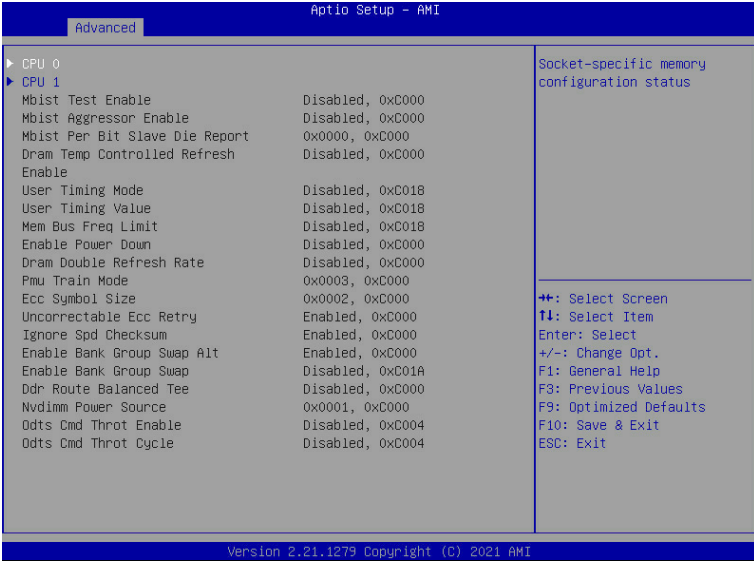 Aptio Setup – AMI
Advanced
CPU 0 Socket-specific memory
CPU 1 configuration status
Mbist Test Enable Disabled, 0xC000
Mbist Aggressor Enable Disabled, 0xC000
Mbist Per Bit Slave Die Report 0x0000, 0xC000
Dram Temp Controlled Refresh Disabled, 0xC000
Enable
User Timing Mode Disabled, 0xC018
User Timing Value Disabled, 0xC018
Mem Bus Freq Limit Disabled, 0xC018
Enable Power Down Disabled, 0xC000
Dram Double Refresh Rate Disabled, 0xC000
Pmu Train Mode 0x0003, 0xC000
Ecc Symbol Size 0x0002, 0xC000 →←: Select Screen
Uncorrectable Ecc Retry Enabled, 0xC000 ↑↓: Select Item
Ignore Spd Checksum Enabled, 0xC000 Enter: Select
Enable Bank Group Swap Alt Enabled, 0xC000 +/-: Change Opt.
Enable Bank Group Swap Disabled, 0xC01A F1: General Help
Ddr Route Balanced Tee Disabled, 0xC000 F3: Previous Values
Nvdimm Power Source 0x0001, 0xC000 F9: Optimized Defaults
Odts Cmd Throt Enable Disabled, 0xC004 F10: Save & Exit
Odts Cmd Throt Cycle Disabled, 0xC004 ESC: Exit
Version 2.21.1279 Copyright (C) 2021 AMI